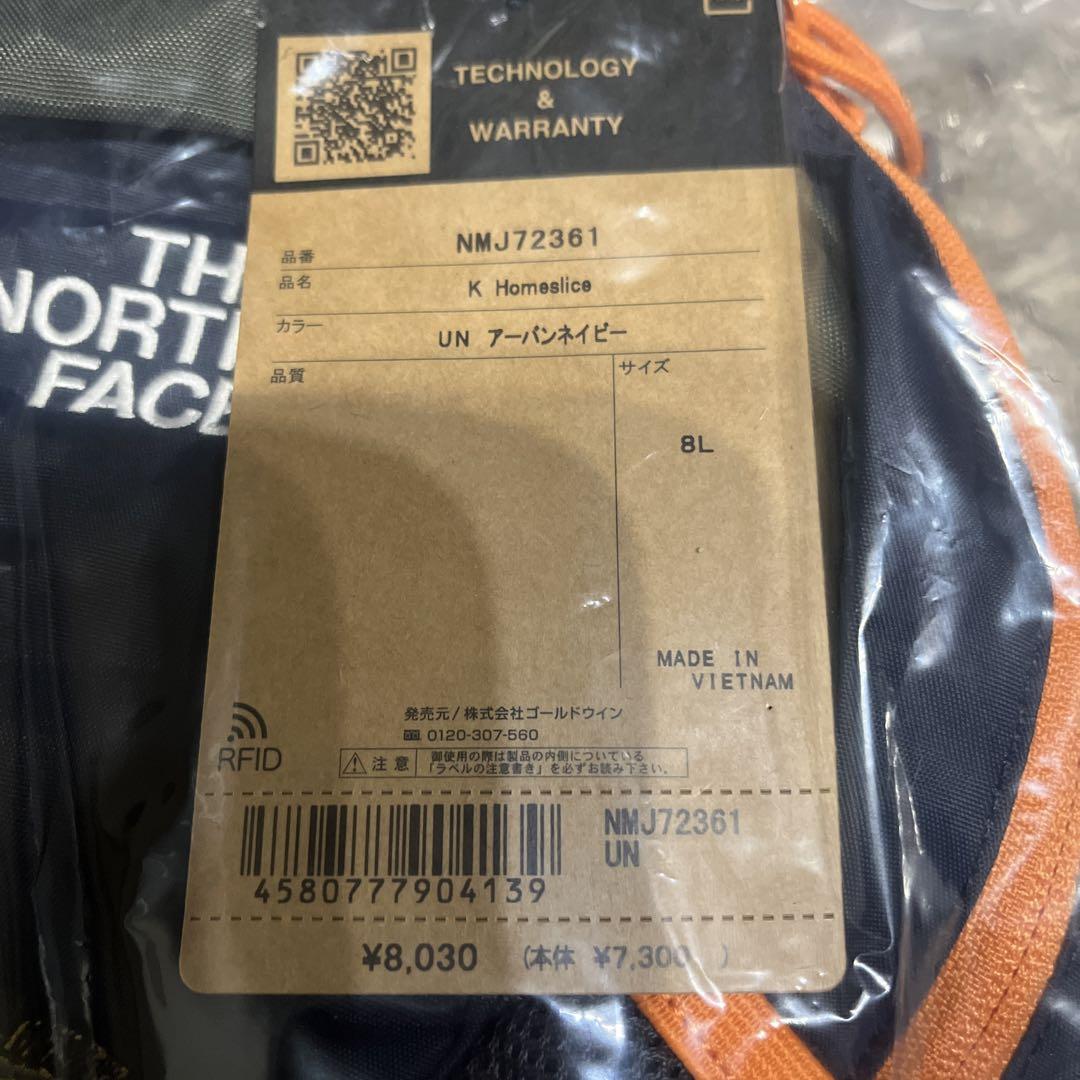 TECHNOLOGY
&
WARRANTY
THE
NORTH
FACE
品番 NMJ72361
品名 K Homeslice
カラー UN アーバンネイビー
品質
サイズ
8L
MADE IN
VIETNAM
発売元/株式会社ゴールドウイン
0120-307-560
RFID
注意
御使用の際は製品の内側についている
「ラベルの注意書き」を必ずお読み下さい。
NMJ72361
UN
4580777904139
¥8,030 (本体 ¥7,300 )